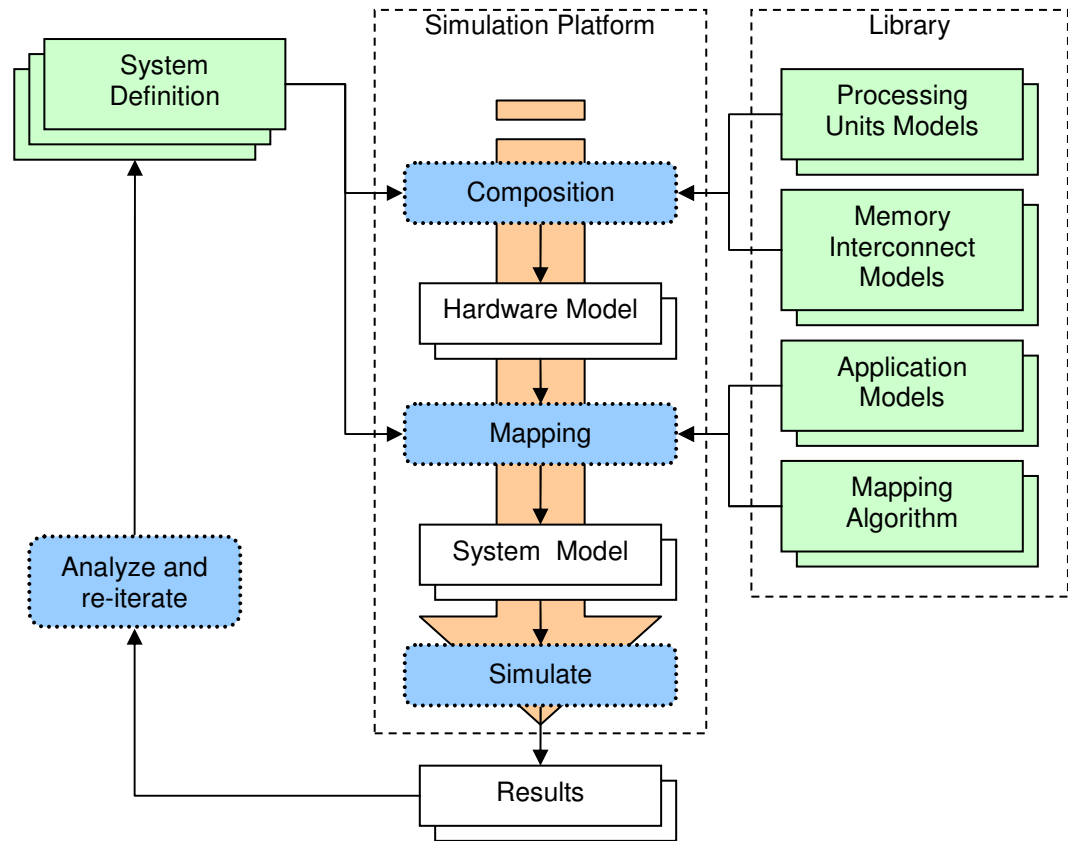 Simulation Platform
Library
System
Definition
Processing
Units Models
Composition
Memory
Interconnect
Models
Hardware Model
Application
Models
Mapping
Mapping
Algorithm
System Model
Analyze and
re-iterate
Simulate
Results